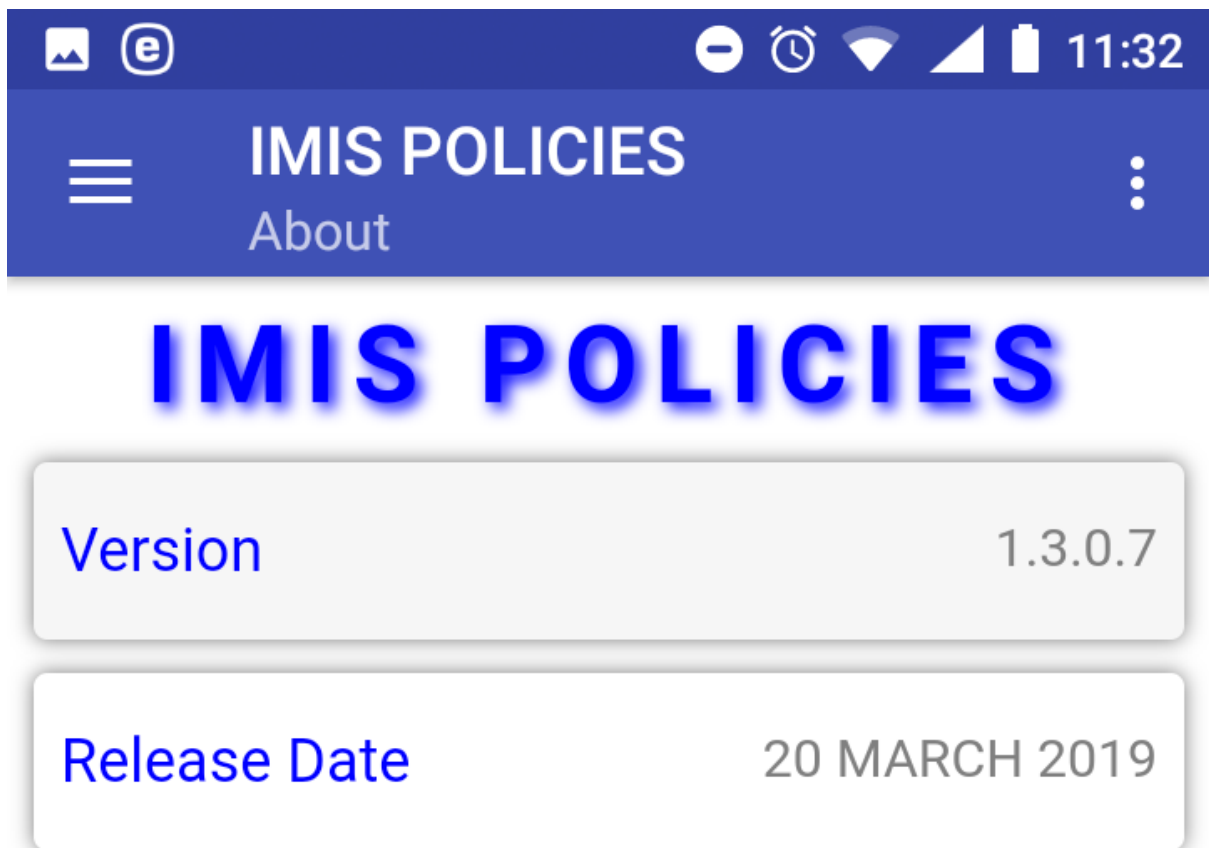 11:32
IMIS POLICIES
About
IMIS POLICIES
Version 1.3.0.7
Release Date 20 MARCH 2019